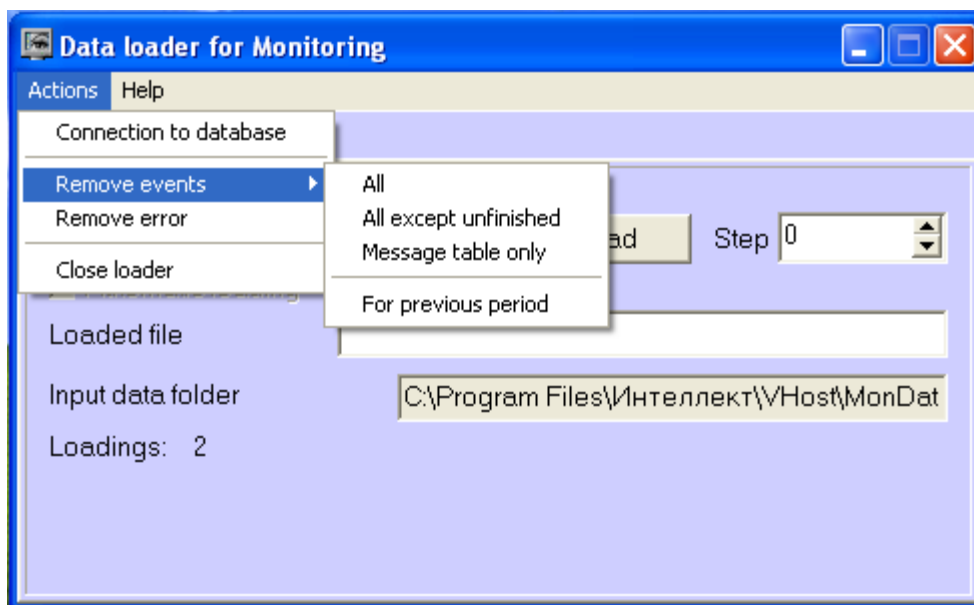 Data loader for Monitoring
Actions Help
Connection to database
Remove events
Remove error
Close loader
All
All except unfinished
Message table only
For previous period
Step 0
Loaded file
Input data folder C:\Program Files\Интеллект\VHost\MonDat
Loadings: 2